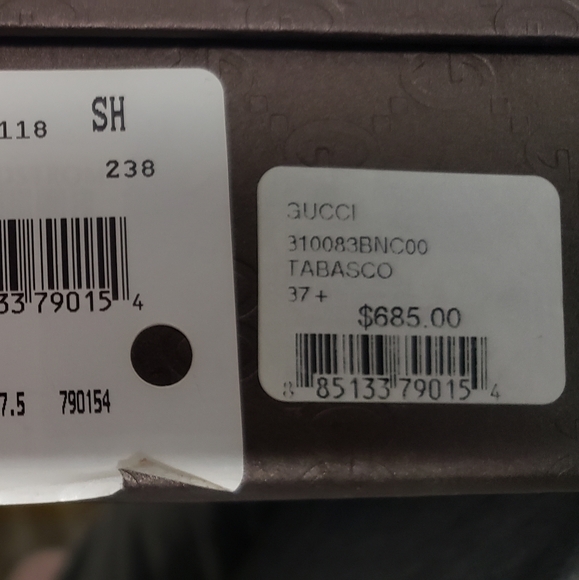 118 SH
238
33 79015 4
7.5 790154
GUCCI
310083BNC00
TABASCO
37+
$685.00
8 85133 79015 4